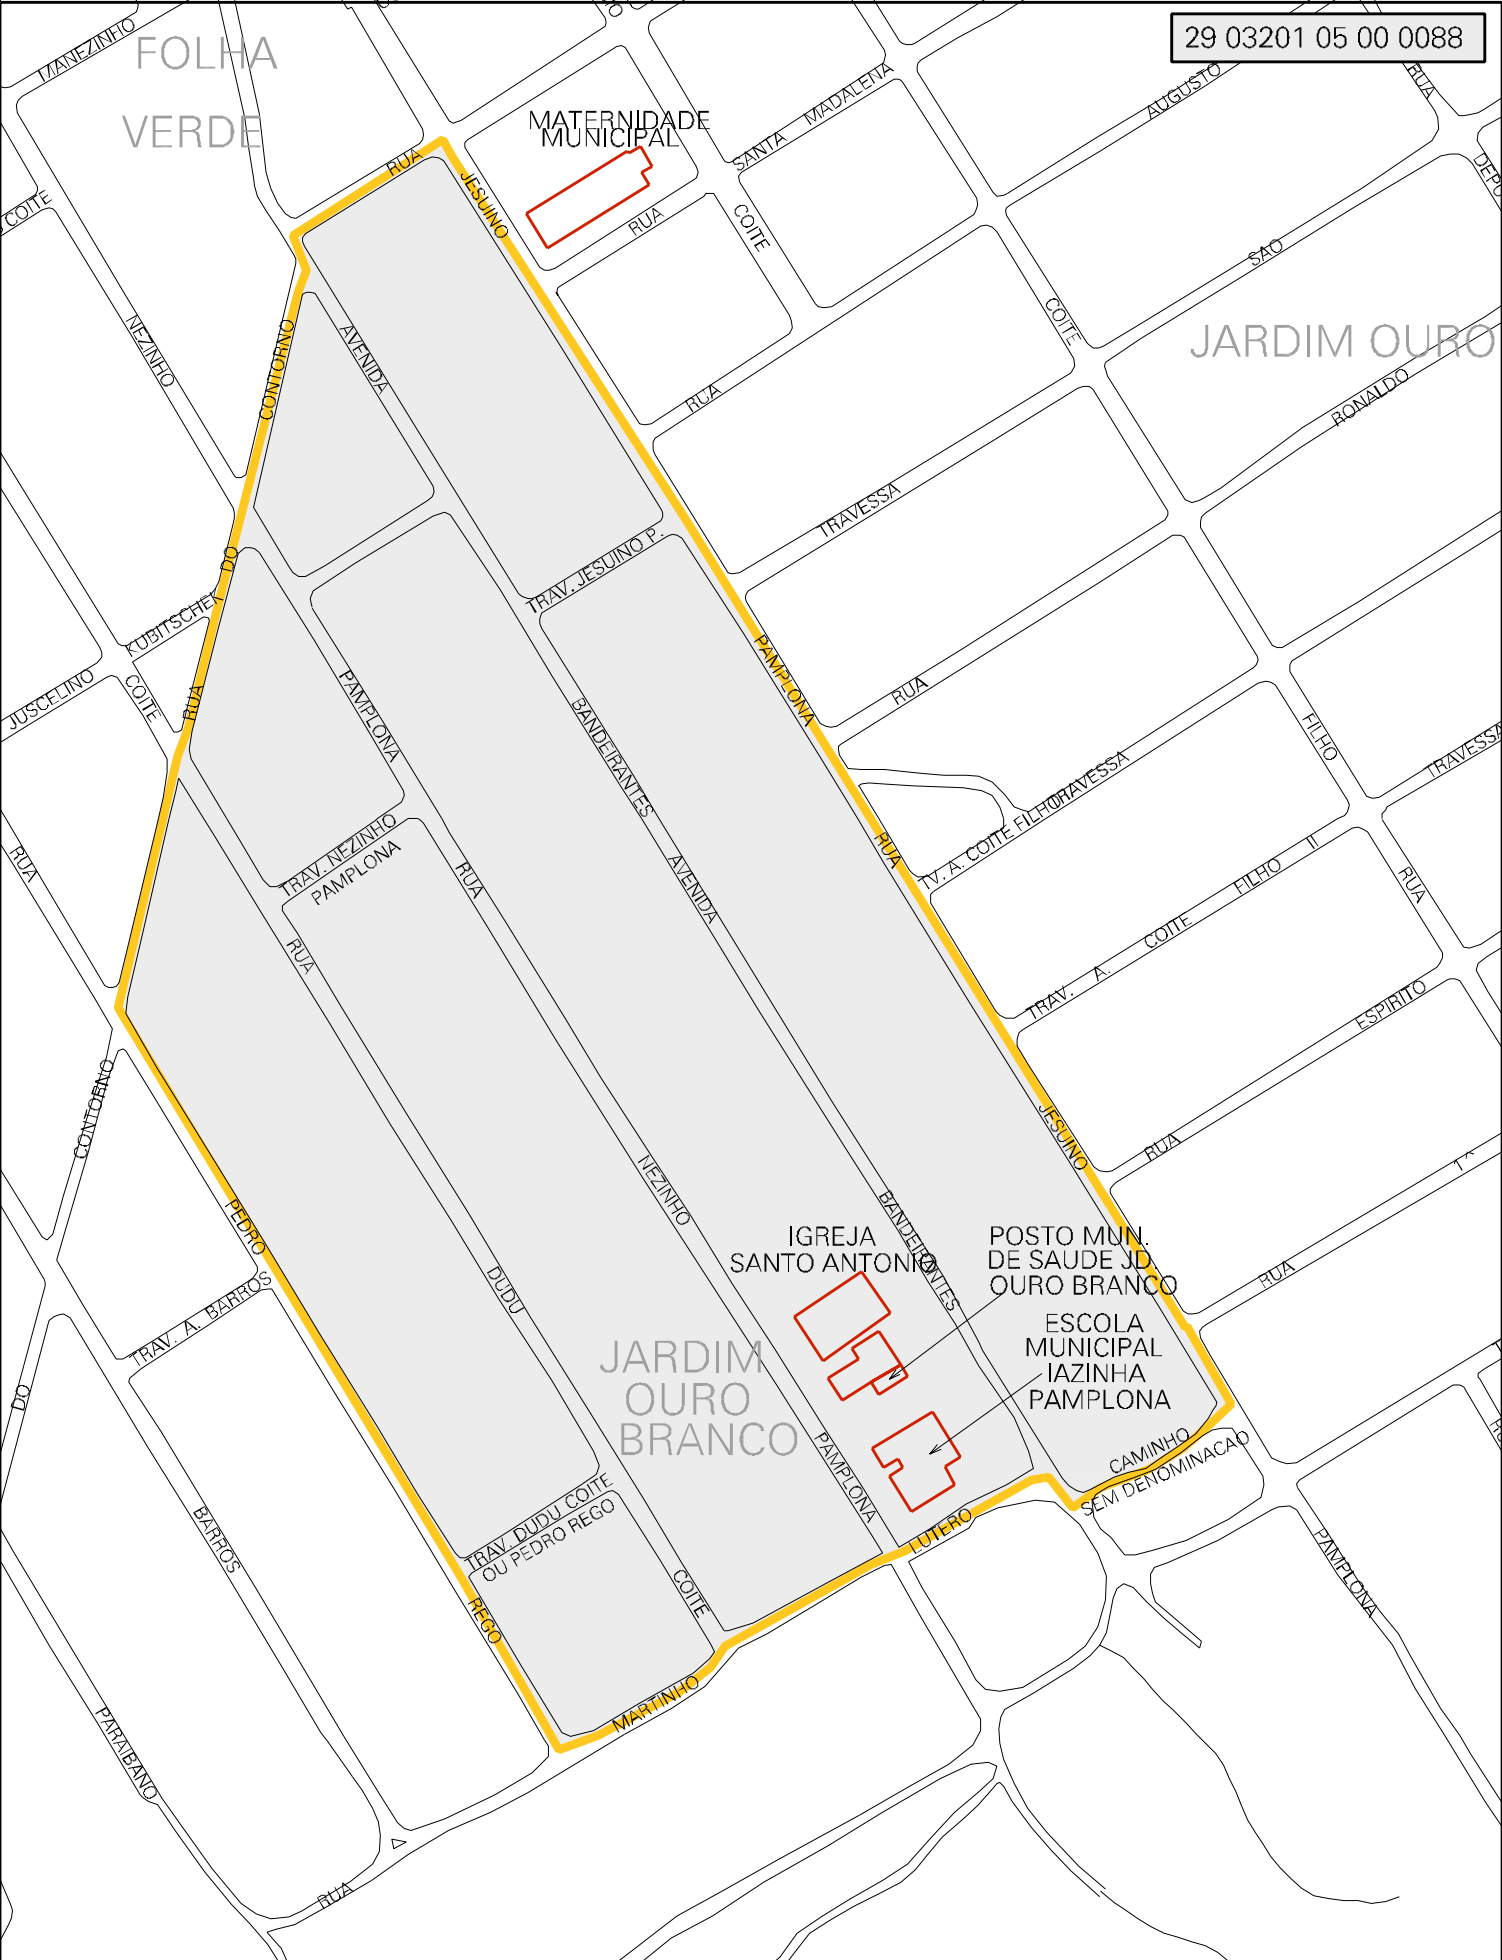 29 03201 05 00 0088
MANEZINHO
FOLHA
VERDE
MATERNIDADE
MUNICIPAL
SANTA MADALENA
AUGUSTO
RUA
RUA
JESUINO
COITE
RUA
COITE
SAO
JARDIM OURO
COITE
NEZINHO
CONTORNO
AVENIDA
RUA
RONALDO
TRAVESSA
TRAV. JESUINO P.
DO
KUBITSCHEK
JUSCELINO
COITE
RUA
PAMPLONA
BANDEIRANTES
PAMPLONA
RUA
FILHO
TRAVESSA
TRAVESSA
TV. A. COITE FILHO
RUA
TRAV. NEZINHO
PAMPLONA
RUA
AVENIDA
RUA
TRAV. A. COITE FILHO II
RUA
RUA
ESPIRITO
CONTORNO
JESUINO
RUA
PEDRO
NEZINHO
BANDEIRANTES
IGREJA
SANTO ANTONIO
POSTO MUN.
DE SAUDE JD.
OURO BRANCO
RUA
ESCOLA
MUNICIPAL
IAZINHA
PAMPLONA
TRAV. A. BARROS
DUDU
DO
JARDIM
OURO
BRANCO
PAMPLONA
CAMINHO
SEM DENOMINACAO
TRAV. DUDU COITE
OU PEDRO REGO
BARROS
LUTERO
PAMPLONA
COITE
REGO
MARTINHO
PARAIBANO
RUA